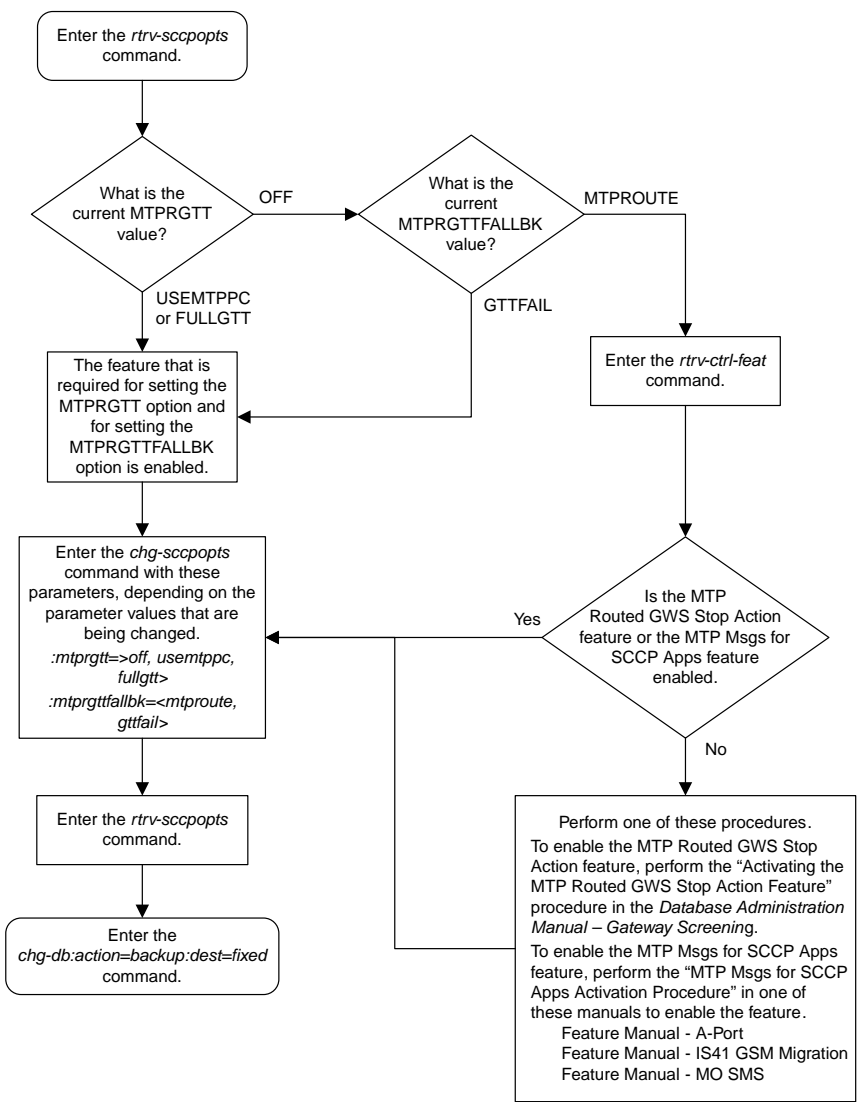 Enter the rtrv-sccpopts
command.
What is the
current MTPRGTT
value?
OFF
What is the
current
MTPRGTTFALLBK
value?
MTPROUTE
USEMTPPC
or FULLGTT
GTTFAIL
The feature that is
required for setting the
MTPRGTT option and
for setting the
MTPRGTTFALLBK
option is enabled.
Enter the rtrv-ctrl-feat
command.
Enter the chg-sccpopts
command with these
parameters, depending on the
parameter values that are
being changed.
:mtprgtt=>off, usemtppc,
fullgtt>
:mtprgttfallbk=<mtproute,
gttfail>
Yes
Is the MTP
Routed GWS Stop Action
feature or the MTP Msgs for
SCCP Apps feature
enabled.
No
Enter the rtrv-sccpopts
command.
Enter the
chg-db:action=backup:dest=fixed
command.
Perform one of these procedures.
To enable the MTP Routed GWS Stop
Action feature, perform the “Activating the
MTP Routed GWS Stop Action Feature”
procedure in the Database Administration
Manual – Gateway Screening.
To enable the MTP Msgs for SCCP Apps
feature, perform the “MTP Msgs for SCCP
Apps Activation Procedure” in one of
these manuals to enable the feature.
Feature Manual - A-Port
Feature Manual - IS41 GSM Migration
Feature Manual - MO SMS